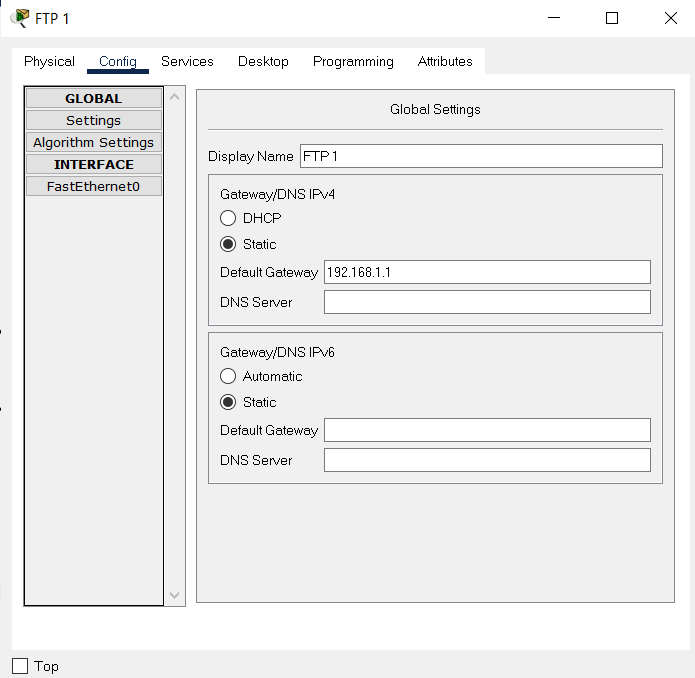 FTP 1
Physical Config Services Desktop Programming Attributes
GLOBAL
Settings
Algorithm Settings
INTERFACE
FastEthernet0
Global Settings
Display Name FTP 1
Gateway/DNS IPv4
DHCP
Static
Default Gateway 192.168.1.1
DNS Server
Gateway/DNS IPv6
Automatic
Static
Default Gateway
DNS Server
Top